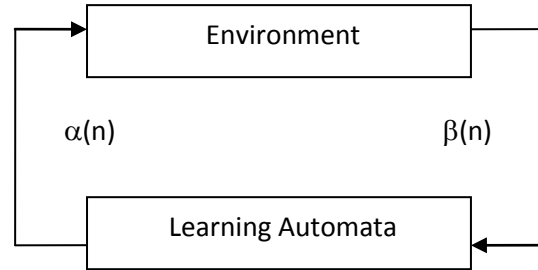 Environment
α(n)
β(n)
Learning Automata